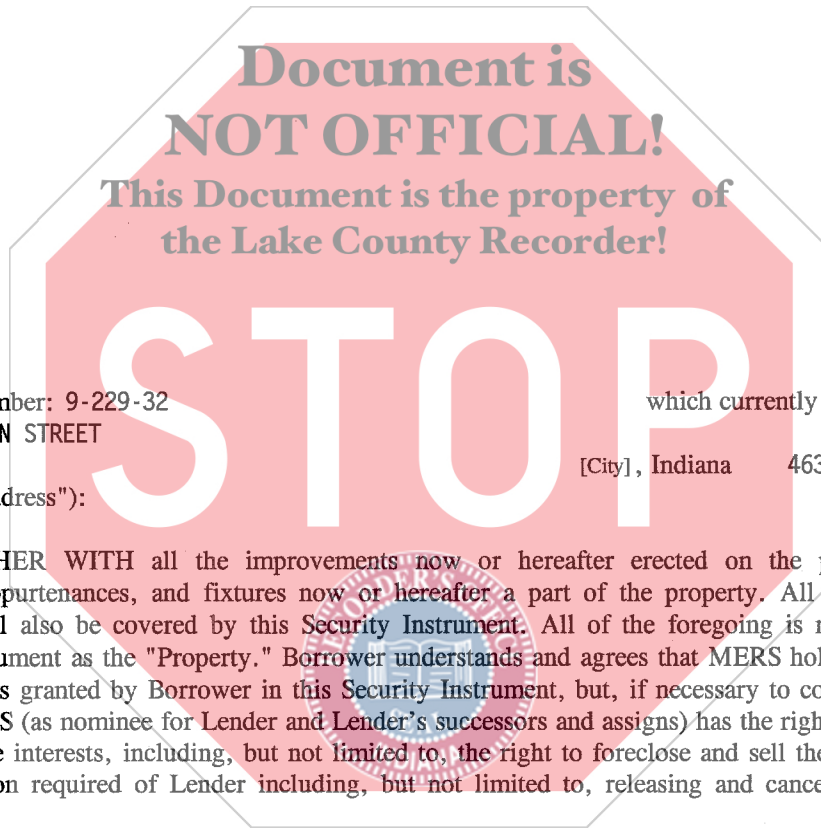 Document is
NOT OFFICIAL!
This Document is the property of
the Lake County Recorder!
STOP
nber: 9-229-32 which currently
N STREET
[City], Indiana 463
dress"):
HER WITH all the improvements now or hereafter erected on the p
purtenances, and fixtures now or hereafter a part of the property. All
l also be covered by this Security Instrument. All of the foregoing is r
ument as the "Property." Borrower understands and agrees that MERS hol
s granted by Borrower in this Security Instrument, but, if necessary to co
S (as nominee for Lender and Lender's successors and assigns) has the righ
e interests, including, but not limited to, the right to foreclose and sell the
on required of Lender including, but not limited to, releasing and cance